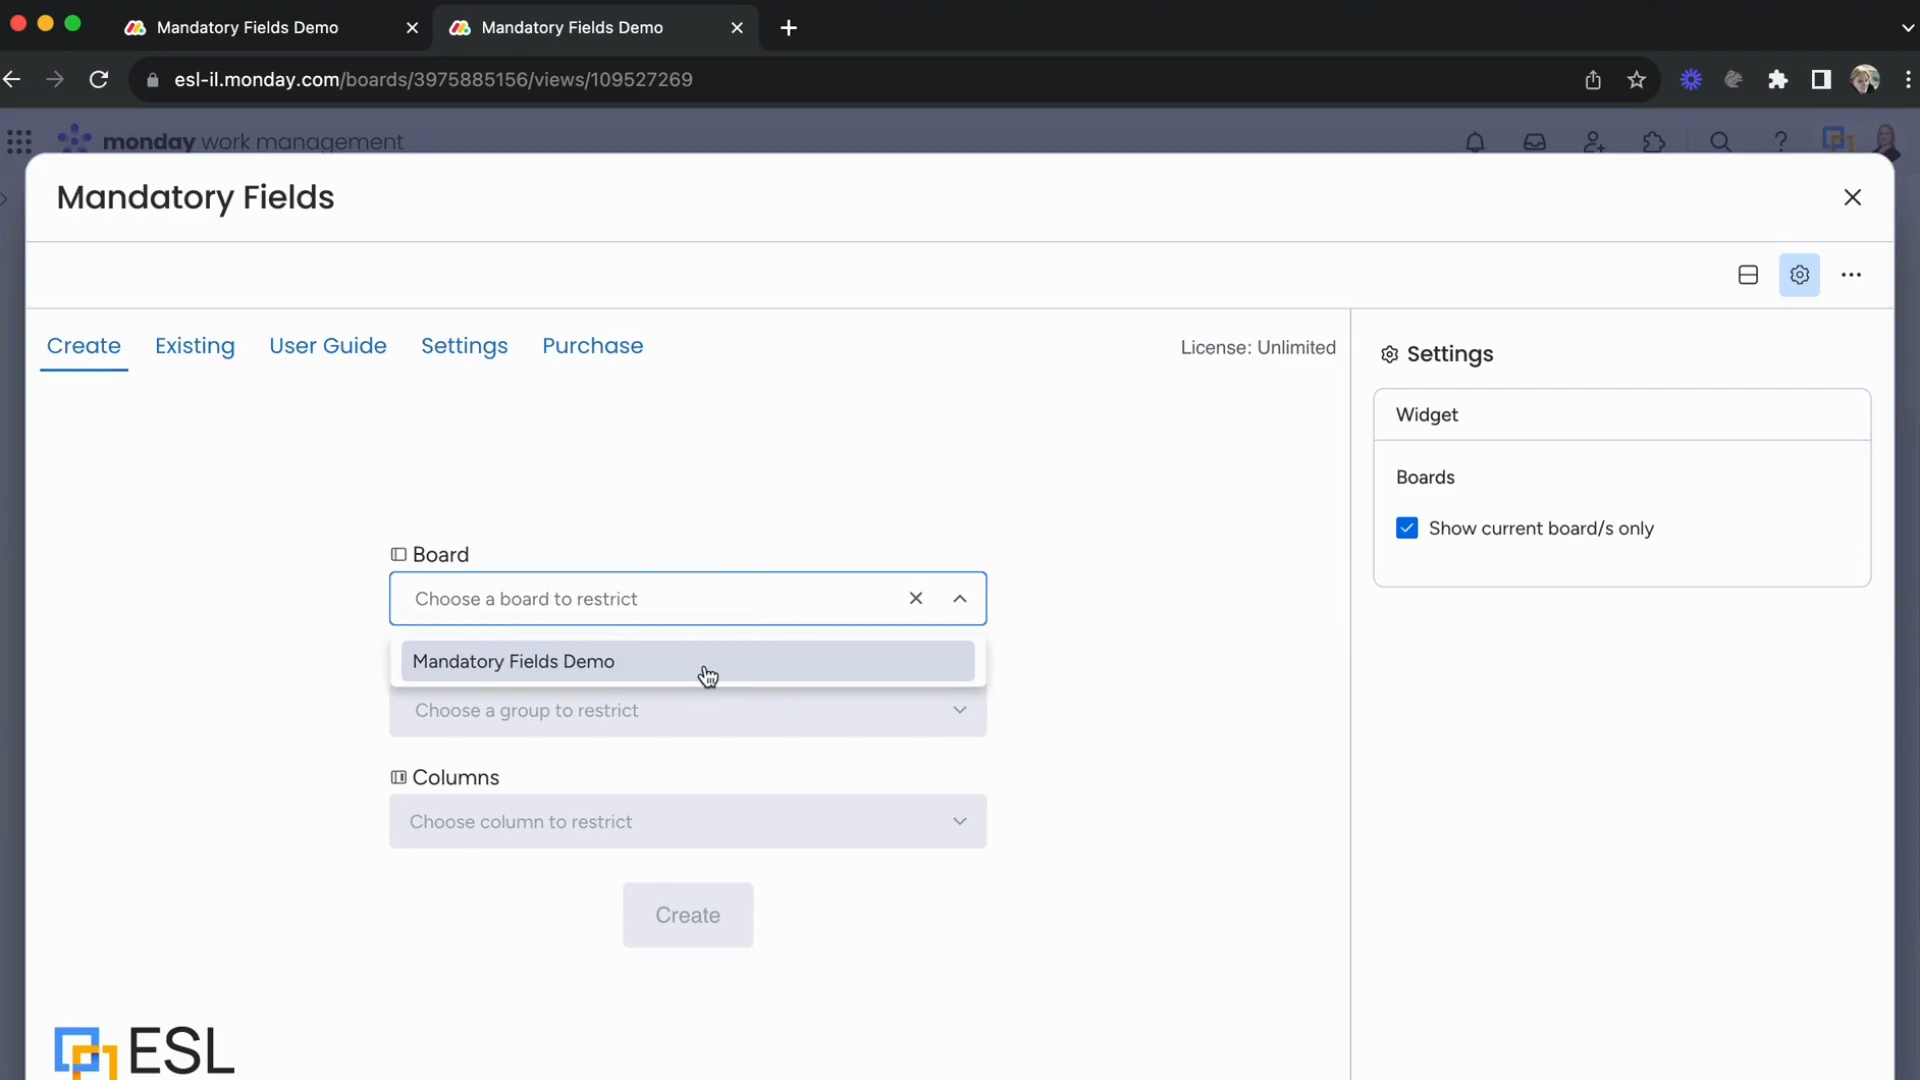 Mandatory Fields Demo
Mandatory Fields Demo
esl-il.monday.com/boards/3975885156/views/109527269
monday work management
Mandatory Fields
Create
Existing
User Guide
Settings
Purchase
License: Unlimited
Settings
Widget
Boards
Show current board/s only
Board
Choose a board to restrict
Mandatory Fields Demo
Choose a group to restrict
Columns
Choose column to restrict
Create
ESL